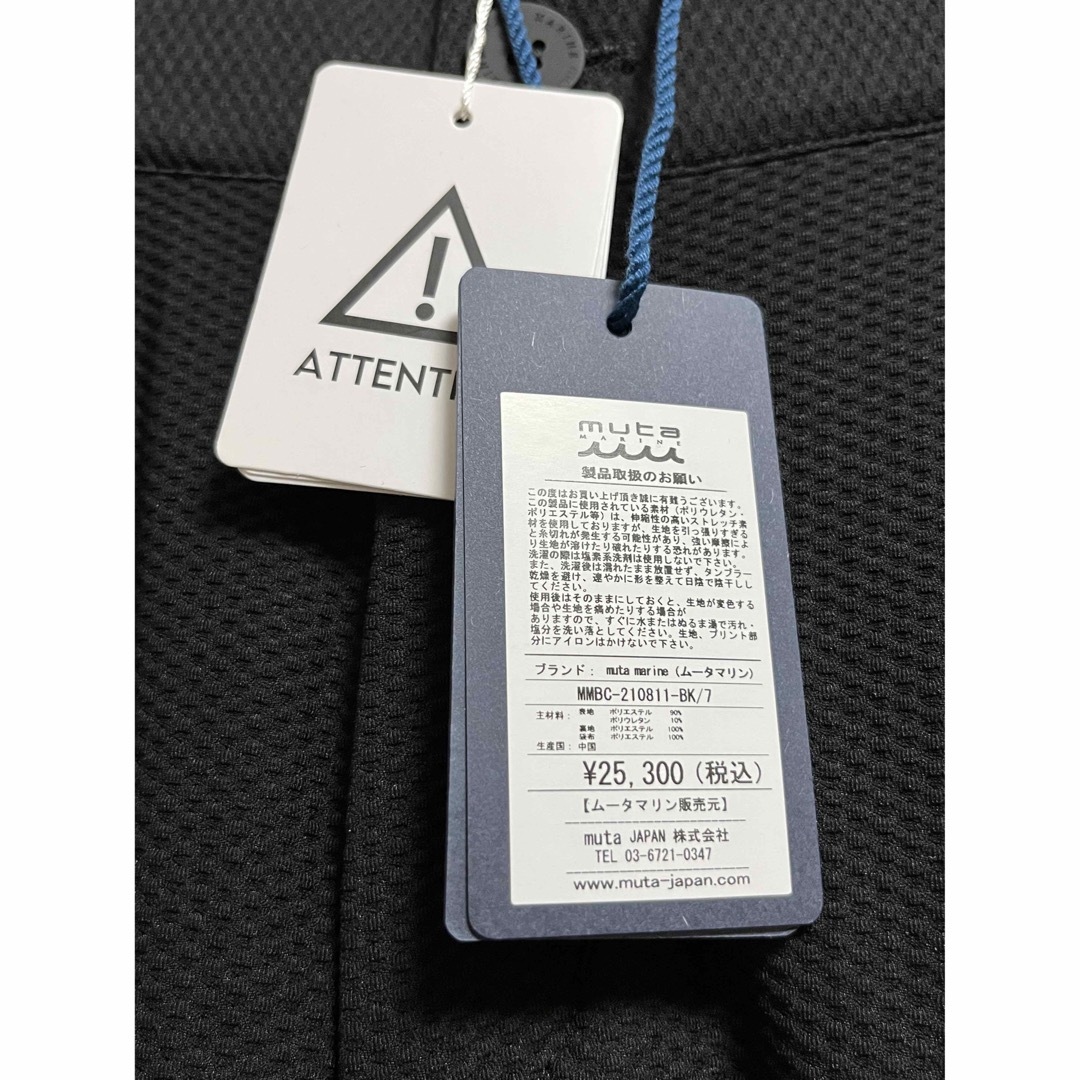 MARINE
ATTENTI
muta
MARINE
製品取扱のお願い
この度はお買い上げ頂き誠に有難うございます。
この製品に使用されている素材(ポリウレタン・
ポリエステル等)は、伸縮性の高いストレッチ素
材を使用しておりますが、生地を引っ張りすぎる
と糸切れが発生する可能性があり、強い摩擦によ
り生地が溶けたり破れたりする恐れがあります。
洗濯の際は塩素系洗剤は使用しないで下さい。
また、洗濯後は濡れたまま放置せず、タンブラー
乾燥を避け、速やかに形を整えて日陰で陰干しし
てください。
使用後はそのままにしておくと、生地が変色する
場合や生地を痛めたりする場合が
ありますので、すぐに水またはぬるま湯で汚れ・
塩分を洗い落としてください。生地、プリント部
分にアイロンはかけないで下さい。
ブランド: muta marine(ムータマリン)
MMBC-210811-BK/7
主材料: 表地 ポリエステル 90%
ポリウレタン 10%
裏地 ポリエステル 100%
袋布 ポリエステル 100%
生産国: 中国
¥25,300(税込)
【ムータマリン販売元】
muta JAPAN 株式会社
TEL 03-6721-0347
www.muta-japan.com